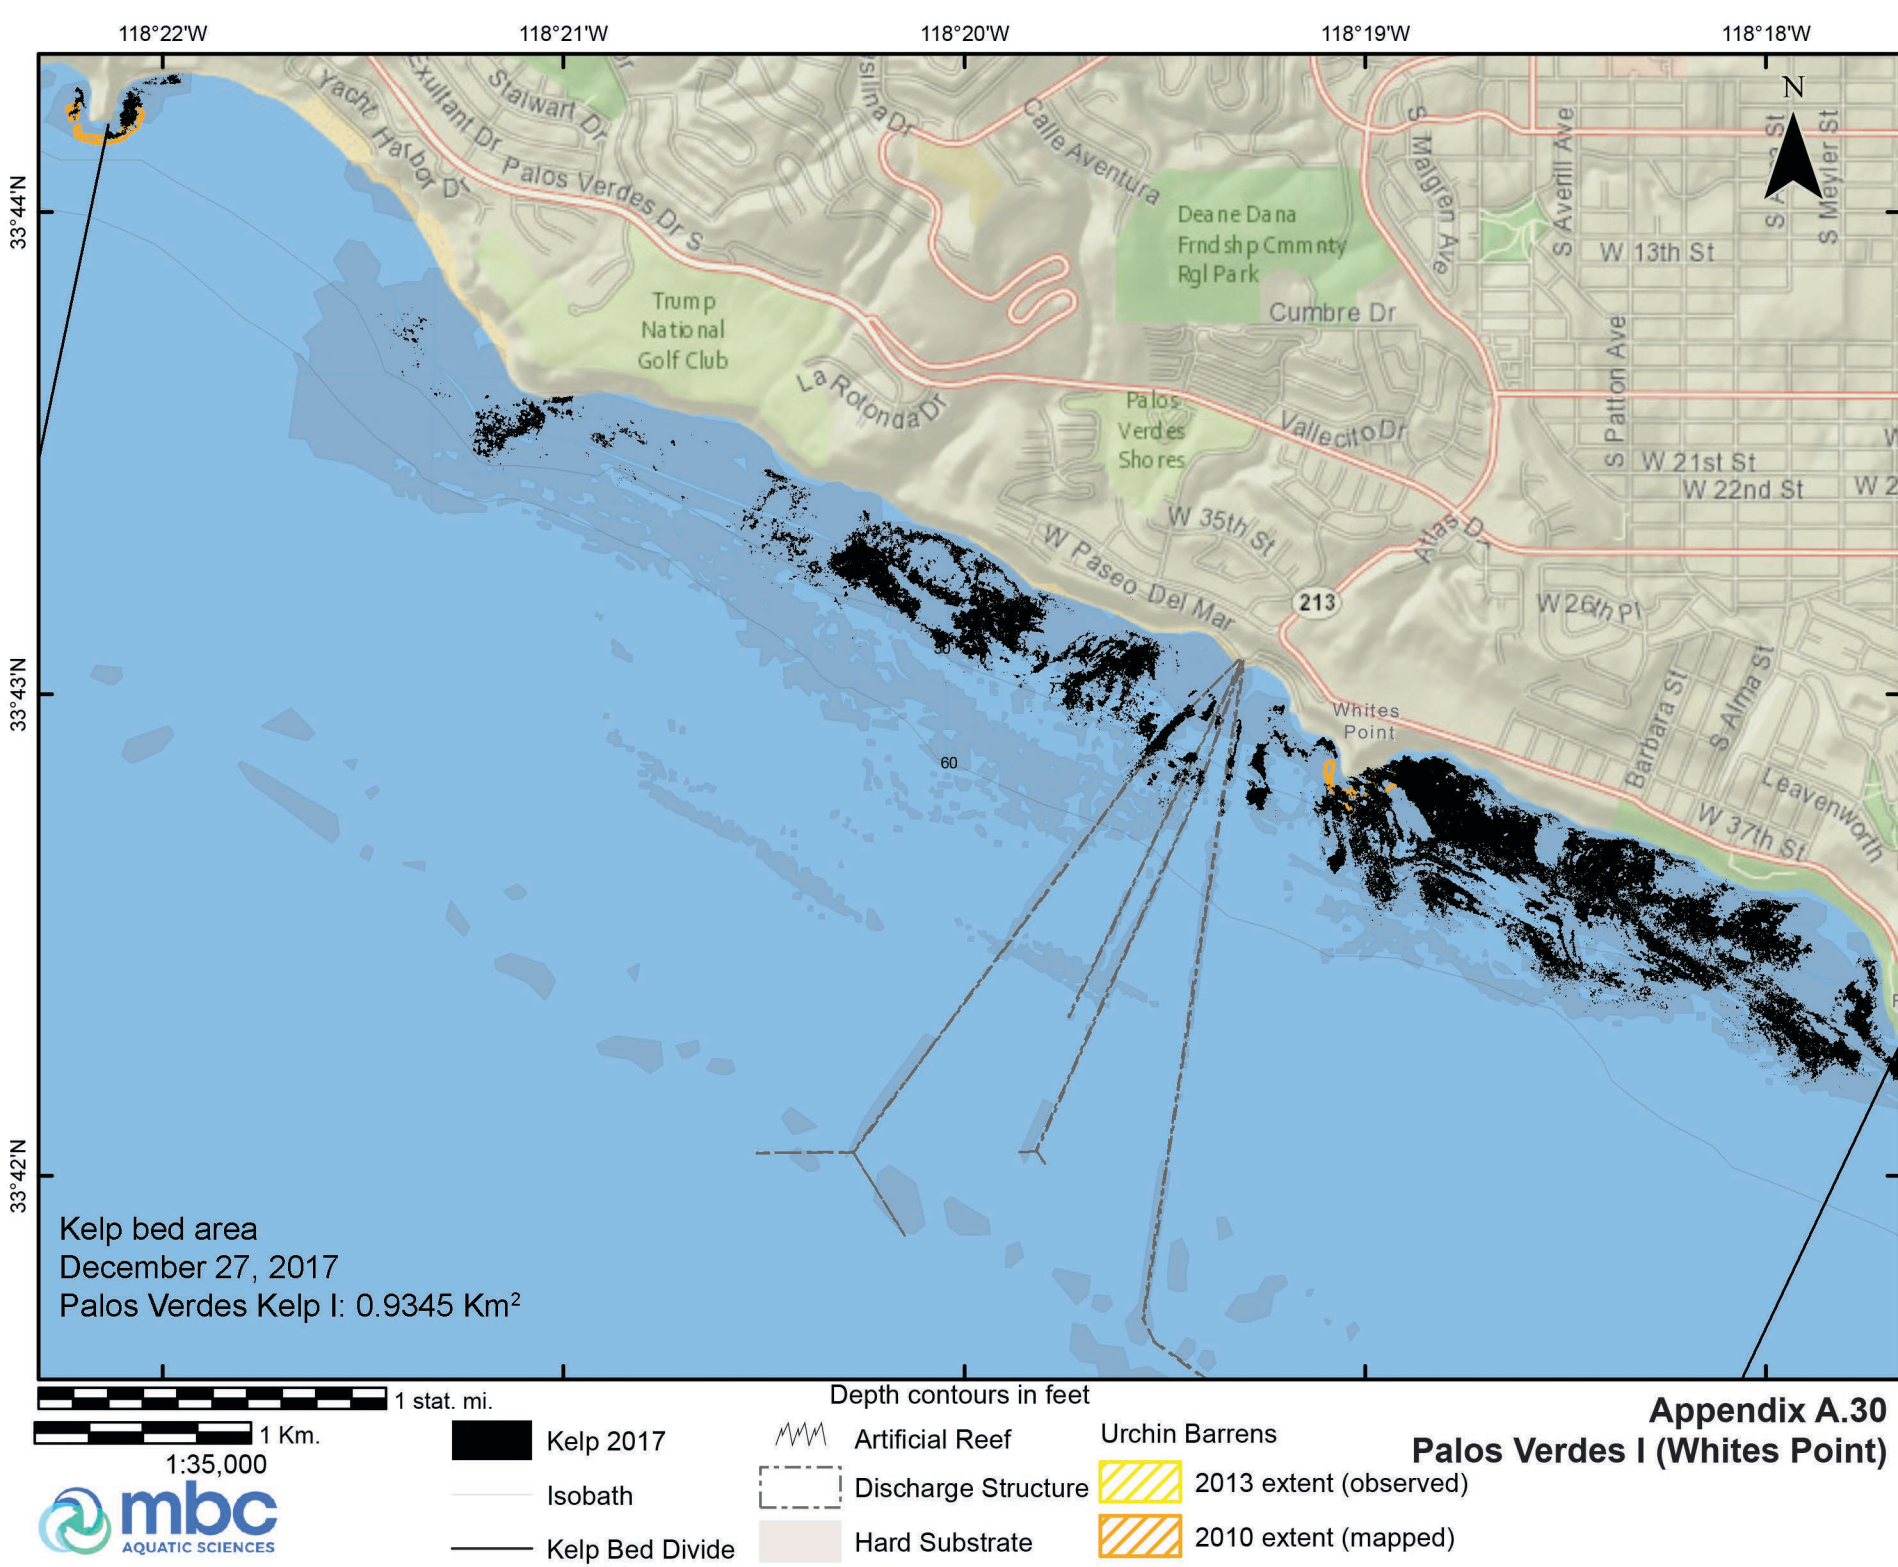 118°22'W
118°21'W
118°20'W
118°19'W
118°18'W
33°44'N
33°43'N
33°42'N
N
Yacht Harbor Dr
Exultant Dr
Stalwart Dr
Palos Verdes Dr S
Calle Aventura
S Malgren Ave
S Averill Ave
S Meyler St
Deane Dana
Frndshp Cmmnty
Rgl Park
W 13th St
Trump
National
Golf Club
Cumbre Dr
La Rotonda Dr
Palos
Verdes
Shores
Vallecito Dr
S Patton Ave
W 21st St
W 22nd St
W 2
W 35th St
Atlas Dr
W Paseo Del Mar
213
W 26th Pl
30
60
Whites
Point
Barbara St
S Alma St
Leavenworth
W 37th St
Kelp bed area
December 27, 2017
Palos Verdes Kelp I: 0.9345 Km²
1 stat. mi.
1 Km.
1:35,000
mbc
AQUATIC SCIENCES
Depth contours in feet
Kelp 2017
Isobath
Kelp Bed Divide
Artificial Reef
Discharge Structure
Hard Substrate
Urchin Barrens
2013 extent (observed)
2010 extent (mapped)
Appendix A.30
Palos Verdes I (Whites Point)